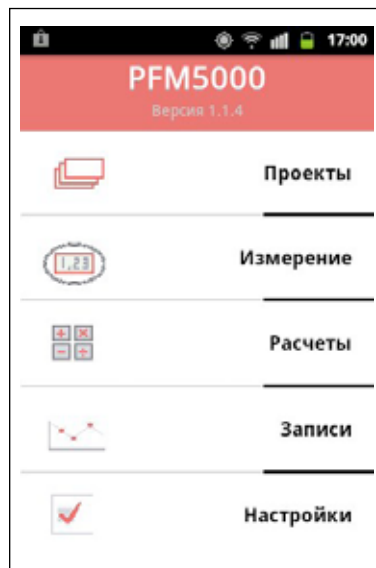 17:00
PFM5000
Версия 1.1.4
Проекты
1,23
Измерение
Расчеты
Записи
Настройки